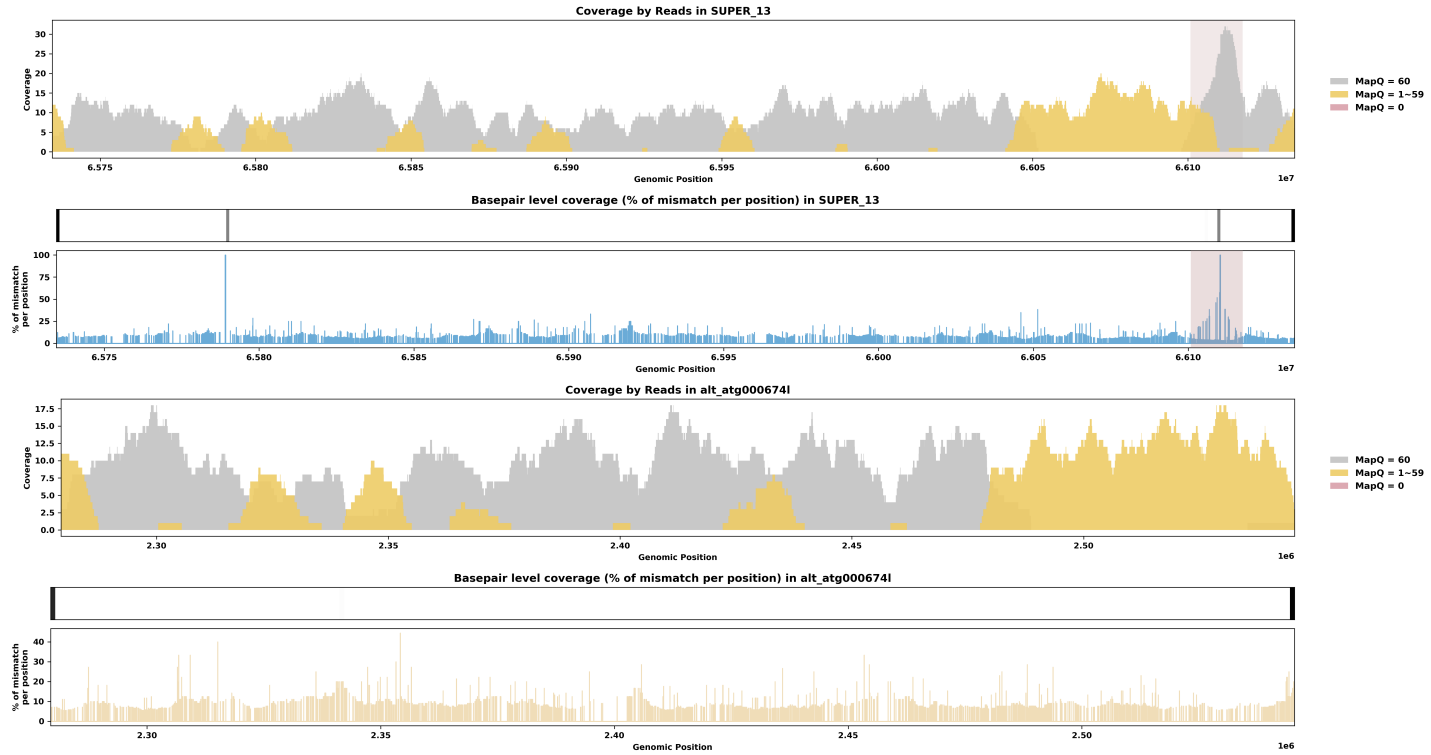 Coverage by Reads in SUPER_13
Coverage
30
25
20
15
10
5
0
6.575 6.580 6.585 6.590 6.595 6.600 6.605 6.610
Genomic Position
1e7
MapQ = 60
MapQ = 1~59
MapQ = 0
Basepair level coverage (% of mismatch per position) in SUPER_13
% of mismatch
per position
100
75
50
25
0
6.575 6.580 6.585 6.590 6.595 6.600 6.605 6.610
Genomic Position
1e7
Coverage by Reads in alt_atg000674l
Coverage
17.5
15.0
12.5
10.0
7.5
5.0
2.5
0.0
2.30 2.35 2.40 2.45 2.50
Genomic Position
1e6
MapQ = 60
MapQ = 1~59
MapQ = 0
Basepair level coverage (% of mismatch per position) in alt_atg000674l
% of mismatch
per position
40
30
20
10
0
2.30 2.35 2.40 2.45 2.50
Genomic Position
1e6